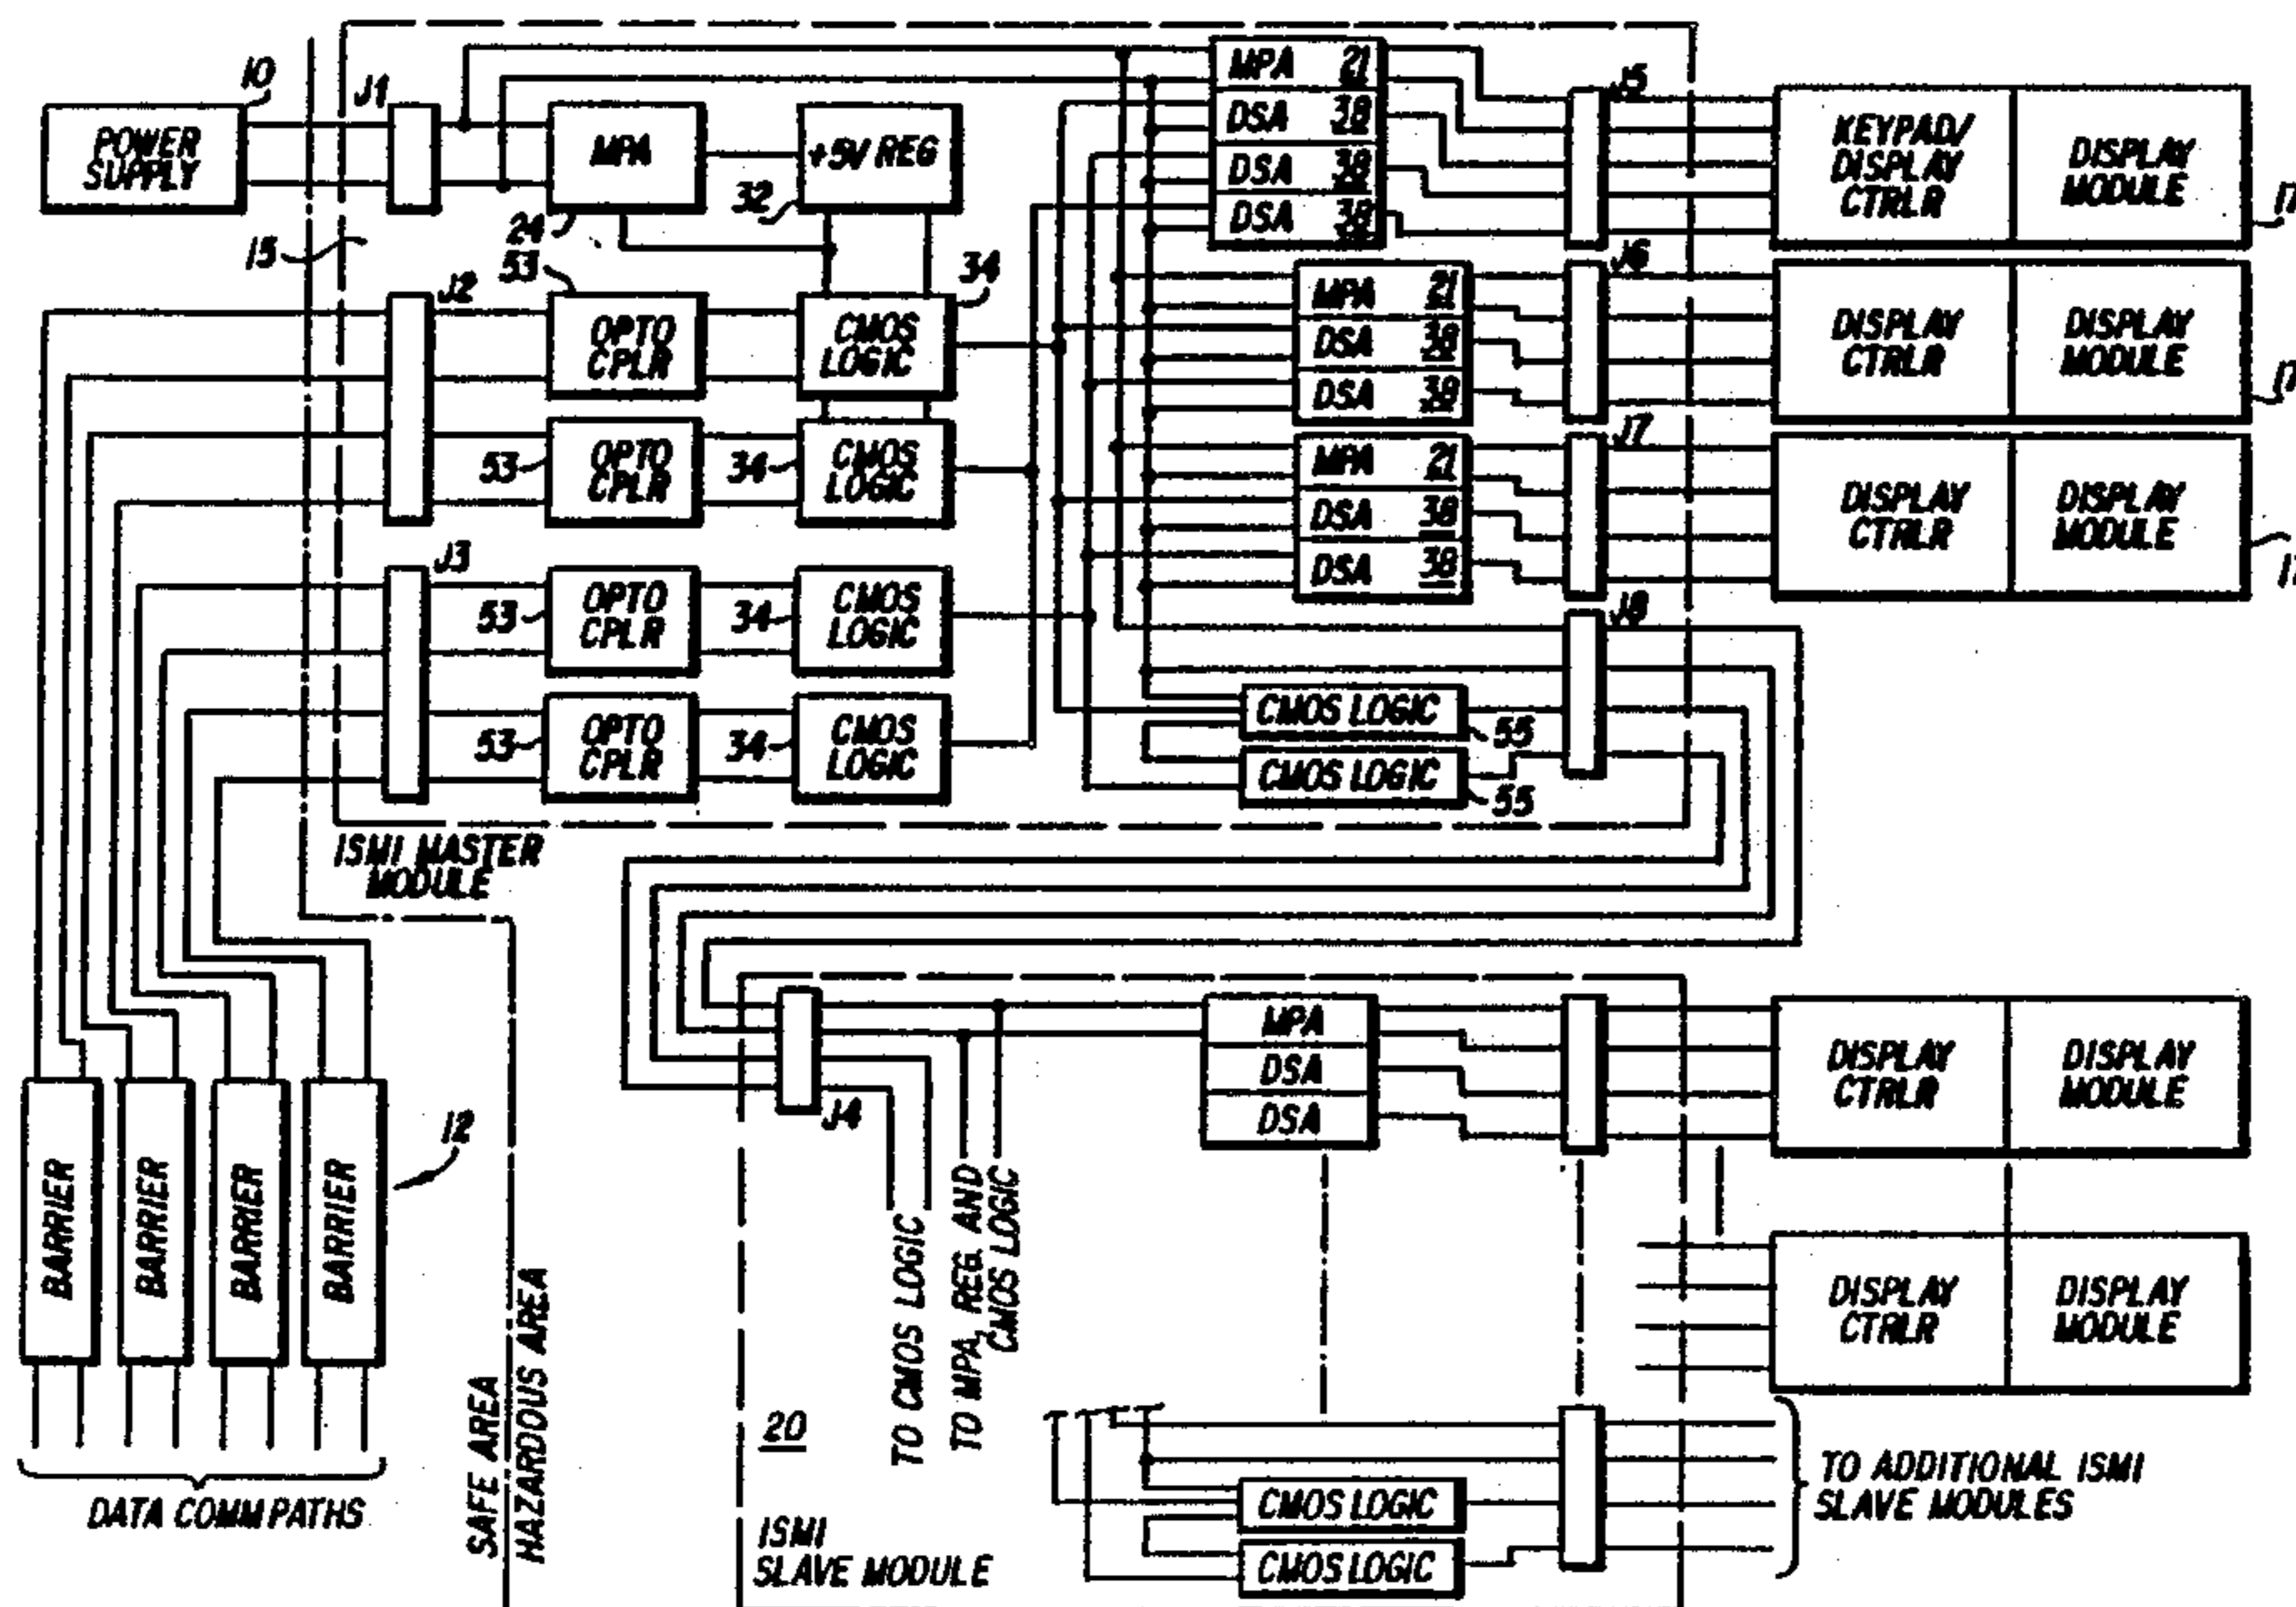 10
POWER
SUPPLY
15
J1
MPA
24
+5V REG
32
J2
53
OPTO
CPLR
CMOS
LOGIC
34
53
OPTO
CPLR
34
CMOS
LOGIC
J3
53
OPTO
CPLR
34
CMOS
LOGIC
53
OPTO
CPLR
34
CMOS
LOGIC
ISMI MASTER
MODULE
MPA 21
DSA 38
DSA 38
DSA 38
J5
KEYPAD/
DISPLAY
CTRLR
DISPLAY
MODULE
17
MPA 21
DSA 38
DSA 38
J6
DISPLAY
CTRLR
DISPLAY
MODULE
17
MPA 21
DSA 38
DSA 38
J7
DISPLAY
CTRLR
DISPLAY
MODULE
J8
CMOS LOGIC
55
CMOS LOGIC
55
12
BARRIER
BARRIER
BARRIER
BARRIER
DATA COMM PATHS
SAFE AREA
HAZARDOUS AREA
J4
TO CMOS LOGIC
TO MPA, REG. AND
CMOS LOGIC
20
ISMI
SLAVE MODULE
MPA
DSA
DSA
DISPLAY
CTRLR
DISPLAY
MODULE
DISPLAY
CTRLR
DISPLAY
MODULE
CMOS LOGIC
CMOS LOGIC
TO ADDITIONAL ISMI
SLAVE MODULES